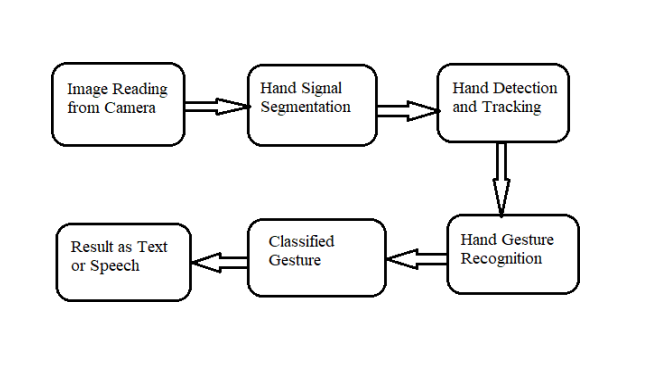 Image Reading
from Camera
Hand Signal
Segmentation
Hand Detection
and Tracking
Hand Gesture
Recognition
Classified
Gesture
Result as Text
or Speech